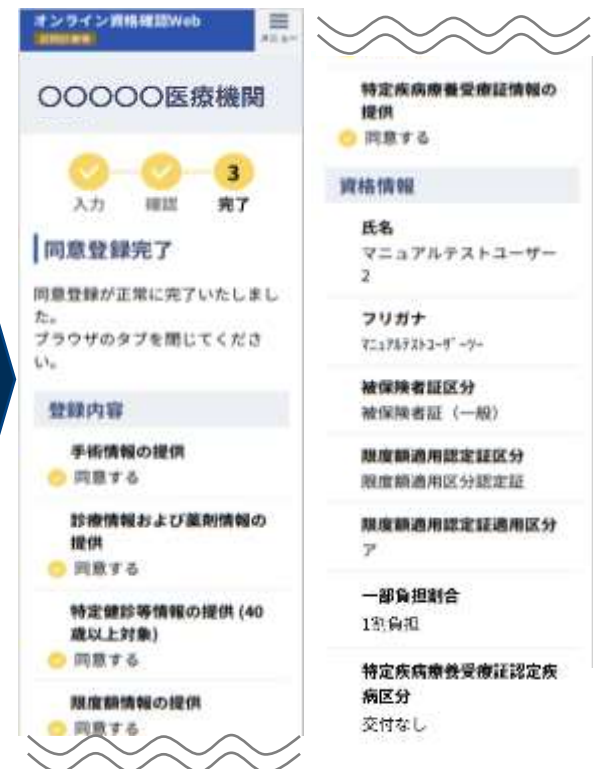 オンライン資格確認Web
メニュー
○○○○○医療機関
3
入力
確認
完了
同意登録完了
同意登録が正常に完了いたしまし
た。
ブラウザのタブを閉じてくださ
い。
登録内容
手術情報の提供
同意する
診療情報および薬剤情報の
提供
同意する
特定健診等情報の提供 (40
歳以上対象)
同意する
限度額情報の提供
同意する
特定疾病療養受療証情報の
提供
同意する
資格情報
氏名
マニュアルテストユーザー
2
フリガナ
被保険者証区分
被保険者証（一般）
限度額適用認定証区分
限度額適用区分認定証
限度額適用認定証適用区分
ア
一部負担割合
1割負担
特定疾病療養受療証認定疾
病区分
交付なし